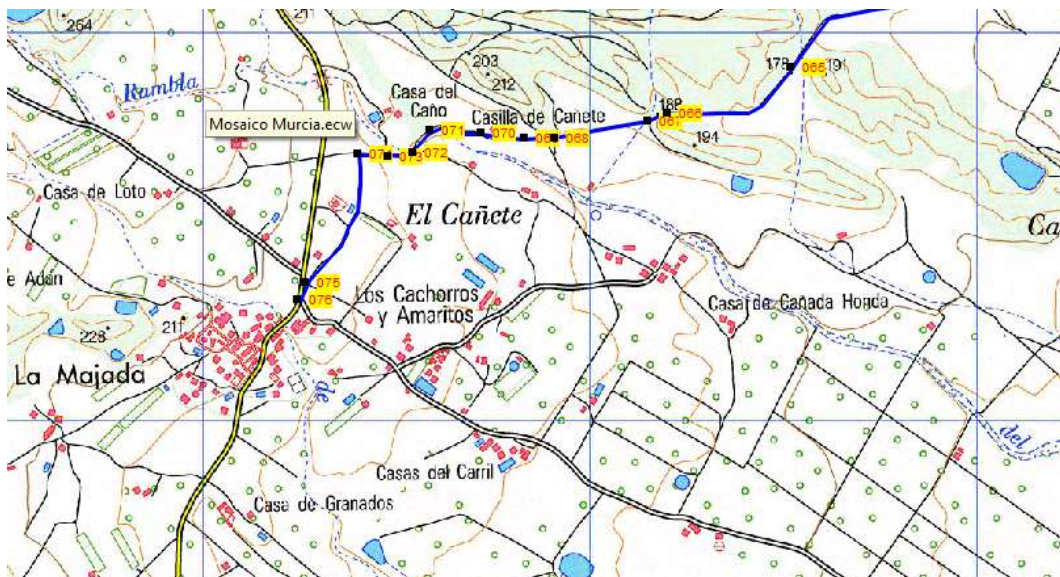 264
211
203
212
178
065
191
Rambla
Casa del
Caño
188
066
067
Mosaico Murcia.ecw
071
070
Casilla de Cañete
068
194
073
072
Casa de Loto
El Cañete
Ca
e Adán
075
076
Los Cachorros
y Amaritos
Casa de Cañada Honda
228
211
La Majada
de
del
Casas del Carril
Casa de Granados